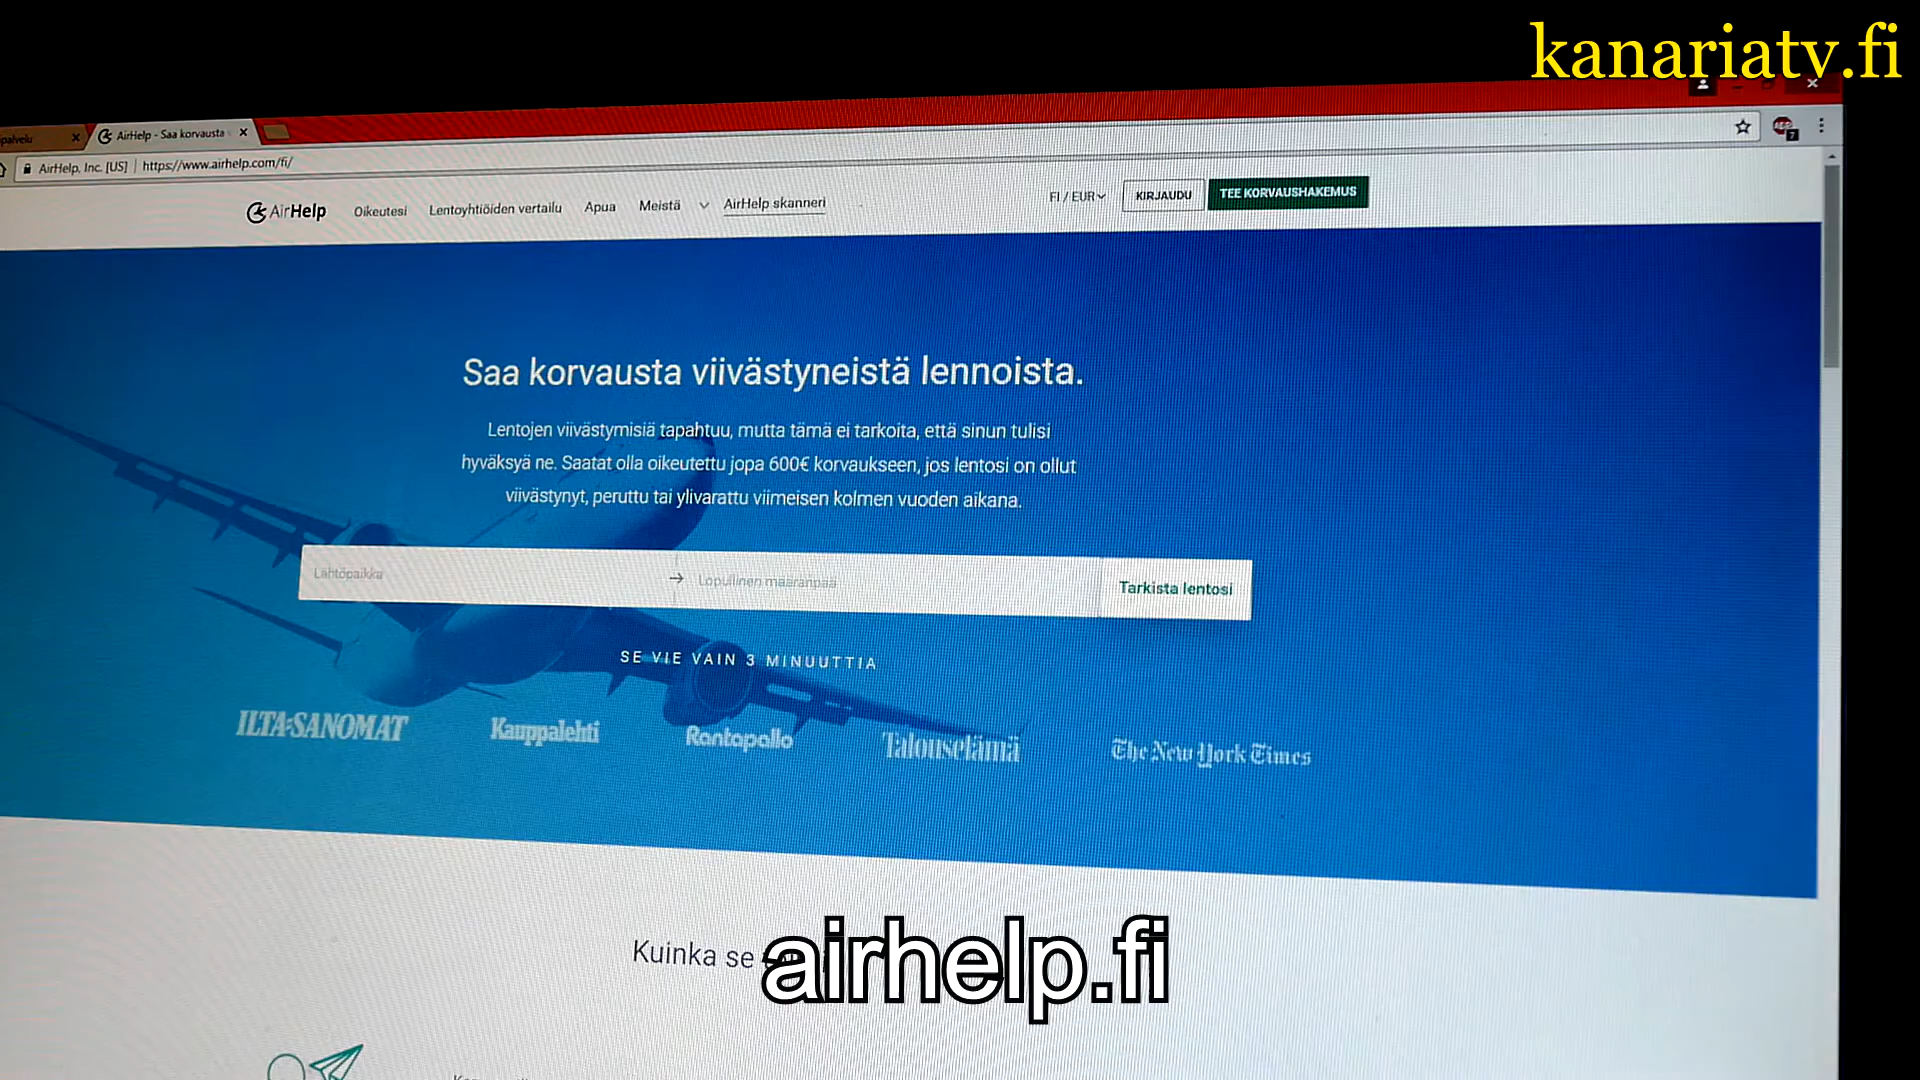 kanariatv.fi
palvelu
AirHelp - Saa korvausta
AirHelp, Inc. [US] | https://www.airhelp.com/fi/
AirHelp Oikeutesi Lentoyhtiöiden vertailu Apua Meistä AirHelp skanneri FI / EUR KIRJAUDU TEE KORVAUSHAKEMUS
Saa korvausta viivästyneistä lennoista.
Lentojen viivästymisiä tapahtuu, mutta tämä ei tarkoita, että sinun tulisi
hyväksyä ne. Saatat olla oikeutettu jopa 600€ korvaukseen, jos lentosi on ollut
viivästynyt, peruttu tai ylivarattu viimeisen kolmen vuoden aikana.
Lähtöpaikka → Lopullinen määränpää Tarkista lentosi
SE VIE VAIN 3 MINUUTTIA
ILTA-SANOMAT Kauppalehti Rantapallo Talouselämä The New York Times
Kuinka se
airhelp.fi